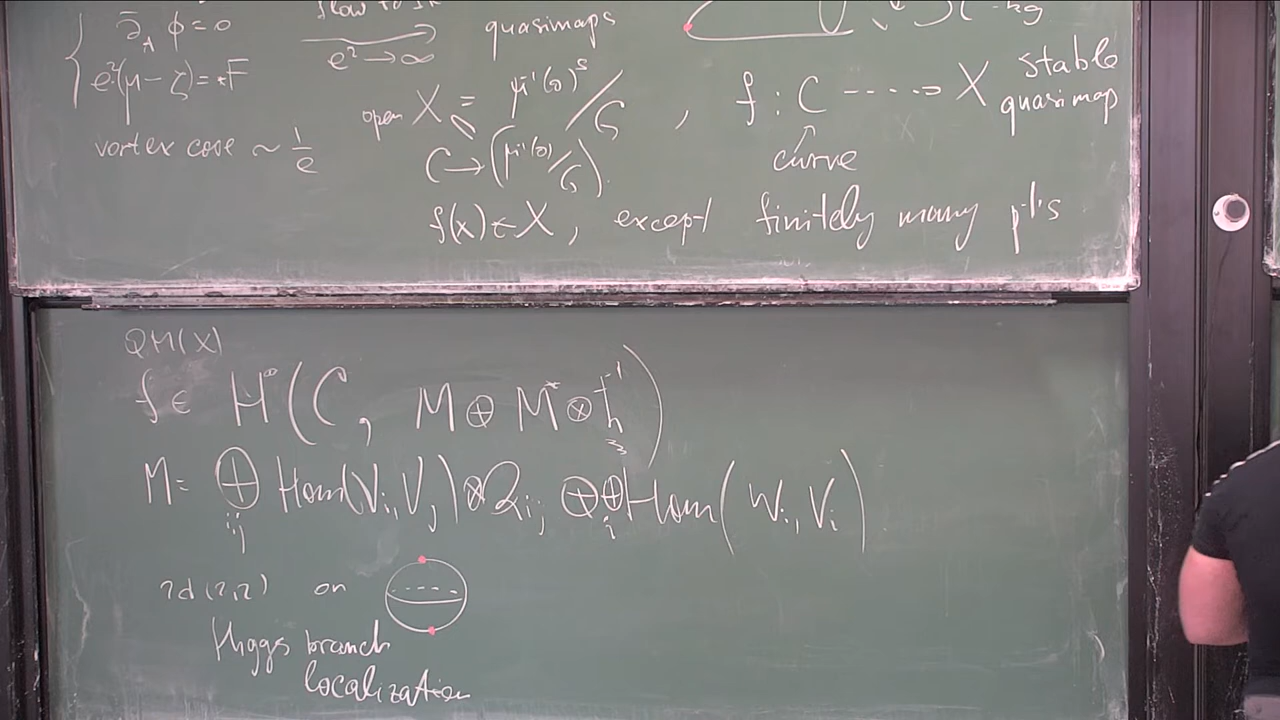 ∂̄_A φ = 0
flow to IR
e² → ∞
quasimaps
e²(μ − ζ) = *F
vortex core ~ 1/e
open X = μ⁻¹(0)^s / G , f : C ----> X stable quasimap
curve
C → (μ⁻¹(0)/G).
f(x) ∈ X , except finitely many pt's
QM(X)
f ∈ H⁰(C, M ⊕ M* ⊗ ħ⁻¹)
M = ⊕_{ij} Hom(V_i, V_j) ⊗ Q_{ij} ⊕ ⊕_i Hom(W_i, V_i)
2d (2,2) on
Higgs branch
localization